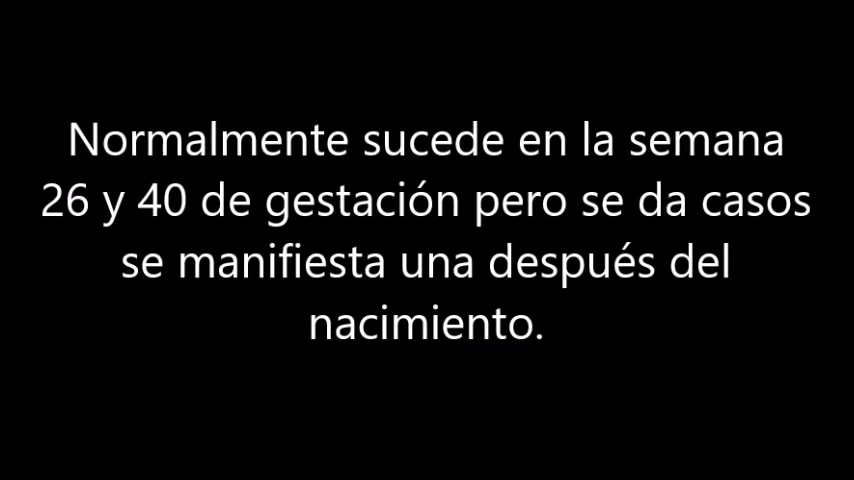 Normalmente sucede en la semana
26 y 40 de gestación pero se da casos
se manifiesta una después del
nacimiento.